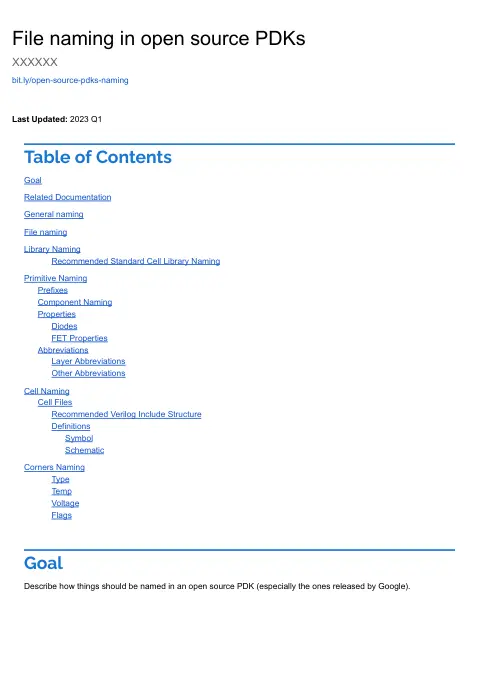 File naming in open source PDKs
XXXXXX
bit.ly/open-source-pdks-naming
Last Updated: 2023 Q1
Table of Contents
Goal
Related Documentation
General naming
File naming
Library Naming
Recommended Standard Cell Library Naming
Primitive Naming
Prefixes
Component Naming
Properties
Diodes
FET Properties
Abbreviations
Layer Abbreviations
Other Abbreviations
Cell Naming
Cell Files
Recommended Verilog Include Structure
Definitions
Symbol
Schematic
Corners Naming
Type
Temp
Voltage
Flags
Goal
Describe how things should be named in an open source PDK (especially the ones released by Google).